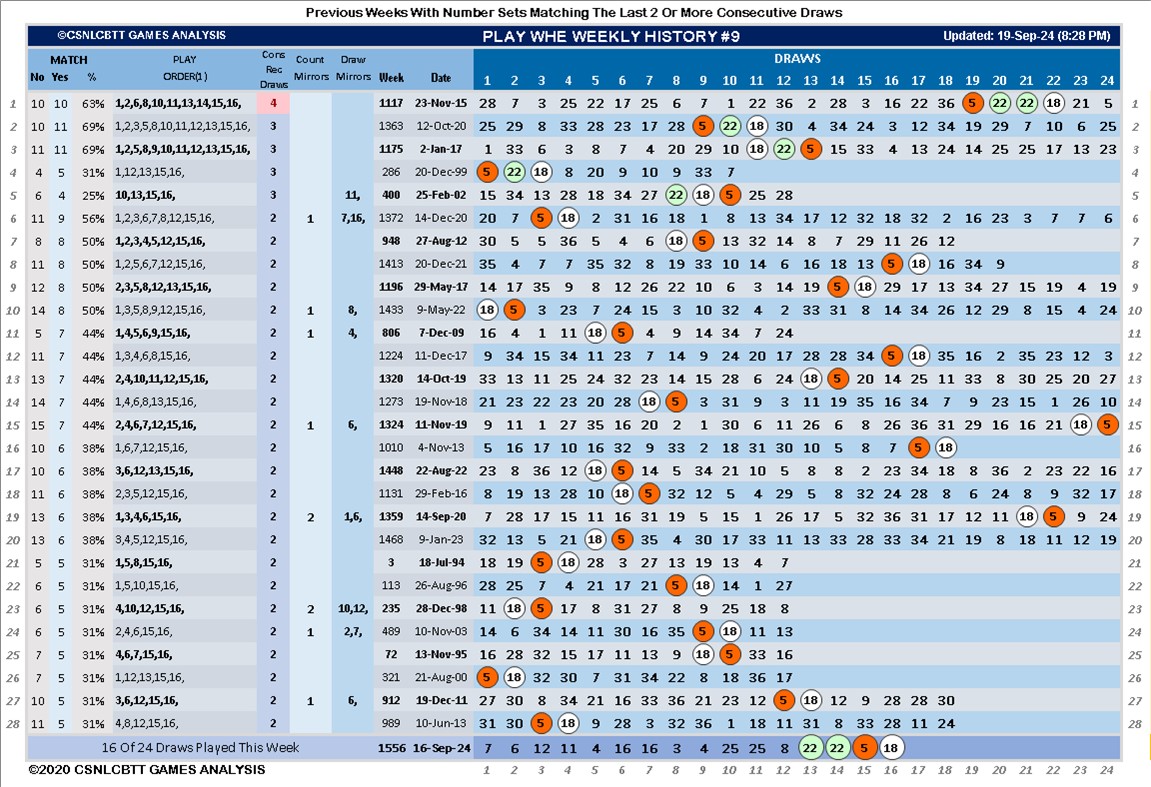 Previous Weeks With Number Sets Matching The Last 2 Or More Consecutive Draws
©CSNLCBTT GAMES ANALYSIS PLAY WHE WEEKLY HISTORY #9 Updated: 19-Sep-24 (8:28 PM)
MATCH PLAY Cons Count Draw DRAWS
No Yes % ORDER(1) Rec Draws Mirrors Mirrors Week Date 1 2 3 4 5 6 7 8 9 10 11 12 13 14 15 16 17 18 19 20 21 22 23 24
1 10 10 63% 1,2,6,8,10,11,13,14,15,16, 4 1117 23-Nov-15 28 7 3 25 22 17 25 6 7 1 22 36 2 28 3 16 22 36 5 22 22 18 21 5 1
2 10 11 69% 1,2,3,5,8,10,11,12,13,15,16, 3 1363 12-Oct-20 25 29 8 33 28 23 17 28 5 22 18 30 4 34 24 3 12 34 19 29 7 10 6 25 2
3 11 11 69% 1,2,5,8,9,10,11,12,13,15,16, 3 1175 2-Jan-17 1 33 6 3 8 7 4 20 29 10 18 22 5 15 33 4 13 24 14 25 25 17 13 23 3
4 4 5 31% 1,12,13,15,16, 3 286 20-Dec-99 5 22 18 8 20 9 10 9 33 7 4
5 6 4 25% 10,13,15,16, 3 11, 400 25-Feb-02 15 34 13 28 18 34 27 22 18 5 25 28 5
6 11 9 56% 1,2,3,6,7,8,12,15,16, 2 1 7,16, 1372 14-Dec-20 20 7 5 18 2 31 16 18 1 8 13 34 17 12 32 18 32 2 16 23 3 7 7 6 6
7 8 8 50% 1,2,3,4,5,12,15,16, 2 948 27-Aug-12 30 5 5 36 5 4 6 18 5 13 32 14 8 7 29 11 26 12 7
8 11 8 50% 1,2,5,6,7,12,15,16, 2 1413 20-Dec-21 35 4 7 7 35 32 8 19 33 10 14 6 16 18 13 5 18 16 34 9 8
9 12 8 50% 2,3,5,8,12,13,15,16, 2 1196 29-May-17 14 17 35 9 8 12 26 22 10 6 3 14 19 5 18 29 17 13 34 27 15 19 4 19 9
10 14 8 50% 1,3,5,8,9,12,15,16, 2 1 8, 1433 9-May-22 18 5 3 23 7 24 15 3 10 32 4 2 33 31 8 14 34 26 12 29 8 15 4 24 10
11 5 7 44% 1,4,5,6,9,15,16, 2 1 4, 806 7-Dec-09 16 4 1 11 18 5 4 9 14 34 7 24 11
12 11 7 44% 1,3,4,6,8,15,16, 2 1224 11-Dec-17 9 34 15 34 11 23 7 14 9 24 20 17 28 28 34 5 18 35 16 2 35 23 12 3 12
13 13 7 44% 2,4,10,11,12,15,16, 2 1320 14-Oct-19 33 13 11 25 24 32 23 14 15 28 6 24 18 5 20 14 25 11 33 8 30 25 20 27 13
14 14 7 44% 1,4,6,8,13,15,16, 2 1273 19-Nov-18 21 23 22 23 20 28 18 5 3 31 9 3 11 14 19 35 16 34 7 9 23 15 1 26 10 14
15 15 7 44% 2,4,6,7,12,15,16, 2 1 6, 1324 11-Nov-19 9 11 1 27 35 16 20 2 1 30 6 11 26 6 8 26 36 31 29 16 16 21 18 5 15
16 10 6 38% 1,6,7,12,15,16, 2 1010 4-Nov-13 5 16 17 10 16 32 9 33 2 18 31 30 10 5 8 7 5 18 16
17 10 6 38% 3,6,12,13,15,16, 2 1448 22-Aug-22 23 8 36 12 18 5 14 5 34 21 10 5 8 8 2 23 34 18 8 36 2 23 22 16 17
18 11 6 38% 2,3,5,12,15,16, 2 1131 29-Feb-16 8 19 13 28 10 18 5 32 12 5 4 29 5 8 32 24 28 8 6 24 8 9 32 17 18
19 13 6 38% 1,3,4,6,15,16, 2 2 1,6, 1359 14-Sep-20 7 28 17 15 11 16 31 19 5 15 1 26 17 5 32 36 31 17 12 11 18 5 9 24 19
20 13 6 38% 3,4,5,12,15,16, 2 1468 9-Jan-23 32 13 5 21 18 5 35 4 30 17 33 11 13 33 28 33 34 21 19 8 18 11 12 19 20
21 5 5 31% 1,5,8,15,16, 2 3 18-Jul-94 18 19 5 18 28 3 27 13 19 13 4 7 21
22 6 5 31% 1,5,10,15,16, 2 113 26-Aug-96 28 25 7 4 21 17 21 5 18 14 1 27 22
23 6 5 31% 4,10,12,15,16, 2 2 10,12, 235 28-Dec-98 11 18 5 17 8 31 27 8 9 25 18 8 23
24 6 5 31% 2,4,6,15,16, 2 1 2,7, 489 10-Nov-03 14 6 34 14 11 30 16 35 5 18 11 13 24
25 7 5 31% 4,6,7,15,16, 2 72 13-Nov-95 16 28 32 15 17 11 13 9 18 5 33 16 25
26 7 5 31% 1,12,13,15,16, 2 321 21-Aug-00 5 18 32 30 7 31 34 22 8 18 36 17 26
27 10 5 31% 3,6,12,15,16, 2 1 6, 912 19-Dec-11 27 30 8 34 21 16 33 36 21 23 12 5 18 12 9 28 28 30 27
28 11 5 31% 4,8,12,15,16, 2 989 10-Jun-13 31 30 5 18 9 28 3 32 36 1 18 11 31 8 33 28 11 24 28
16 Of 24 Draws Played This Week 1556 16-Sep-24 7 6 12 11 4 16 16 3 4 25 25 8 22 22 5 18
©2020 CSNLCBTT GAMES ANALYSIS 1 2 3 4 5 6 7 8 9 10 11 12 13 14 15 16 17 18 19 20 21 22 23 24